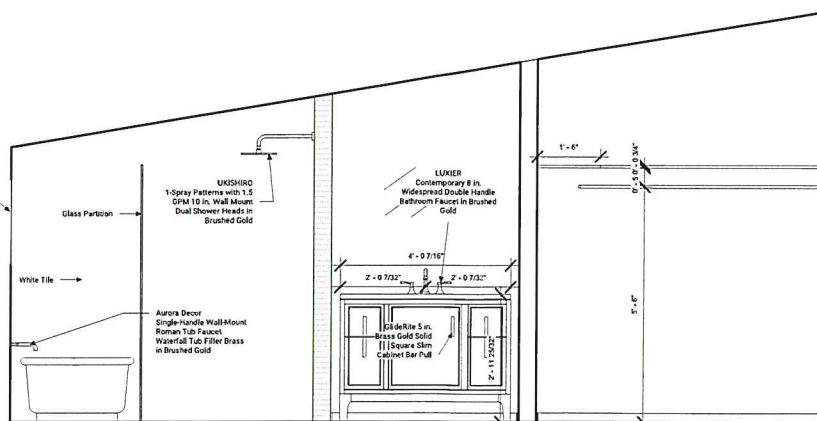 UKISHIRO
1-Spray Patterns with 1.5
GPM 10 in. Wall Mount
Dual Shower Heads in
Brushed Gold
Glass Partition
White Tile
Aurora Decor
Single-Handle Wall-Mount
Roman Tub Faucet
Waterfall Tub Filler Brass
in Brushed Gold
LUXIER
Contemporary 8 in.
Widespread Double Handle
Bathroom Faucet in Brushed
Gold
4' - 0 7/16"
2' - 0 7/32"
2' - 0 7/32"
GlideRite 5 in.
Brass Gold Solid
Square Slim
Cabinet Bar Pull
2' - 11 25/32"
1' - 6"
0' - 0 3/4"
0' - 5"
5' - 6"